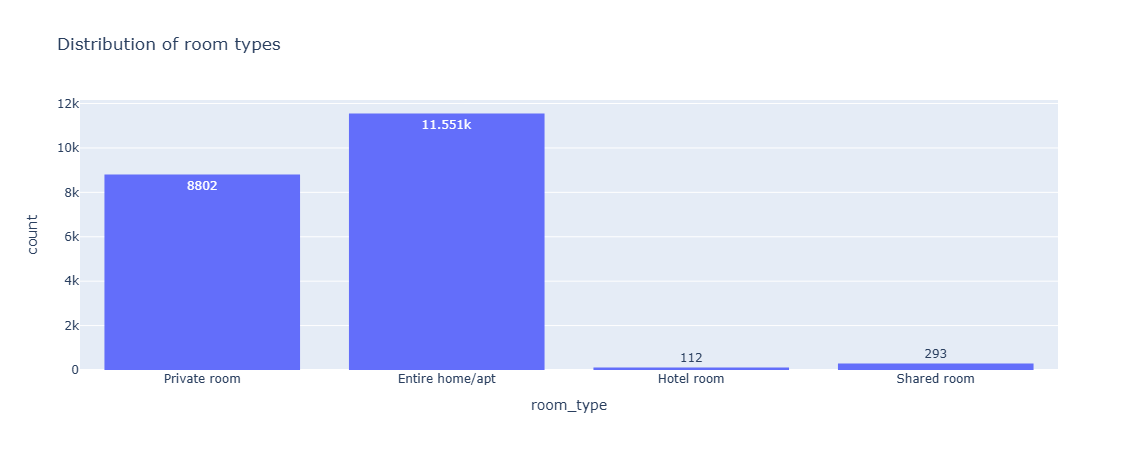 Distribution of room types
12k
10k
8k
6k
4k
2k
0
count
8802
11.551k
112
293
Private room
Entire home/apt
Hotel room
Shared room
room_type